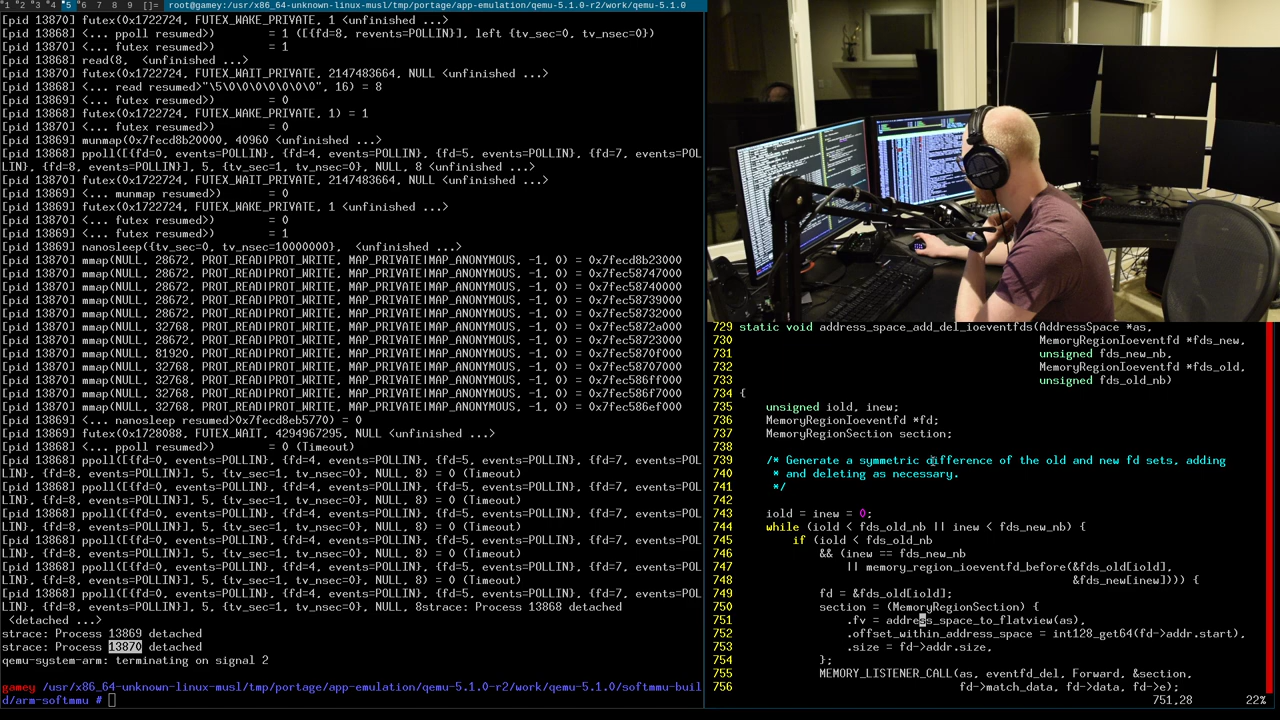 1 2 3 4 5 6 7 8 9 []= root@gamey:/usr/x86_64-unknown-linux-musl/tmp/portage/app-emulation/qemu-5.1.0-r2/work/qemu-5.1.0
[pid 13869] futex(0x1722724, FUTEX_WAKE_PRIVATE, 1 <unfinished ...>
[pid 13868] <... ppoll resumed>)        = 1 ([{fd=8, revents=POLLIN}], left {tv_sec=0, tv_nsec=0})
[pid 13870] <... futex resumed>)        = 1
[pid 13868] read(8,  <unfinished ...>
[pid 13870] futex(0x1722724, FUTEX_WAIT_PRIVATE, 2147483664, NULL <unfinished ...>
[pid 13868] <... read resumed>"\5\0\0\0\0\0\0\0", 16) = 8
[pid 13869] <... futex resumed>)        = 0
[pid 13868] futex(0x1722724, FUTEX_WAKE_PRIVATE, 1) = 1
[pid 13870] <... futex resumed>)        = 0
[pid 13870] munmap(0x7fecd8b20000, 40960 <unfinished ...>
[pid 13868] ppoll([{fd=0, events=POLLIN}, {fd=4, events=POLLIN}, {fd=5, events=POLLIN}, {fd=7, events=POL
LIN}, {fd=8, events=POLLIN}], 5, {tv_sec=1, tv_nsec=0}, NULL, 8 <unfinished ...>
[pid 13869] futex(0x1722724, FUTEX_WAIT_PRIVATE, 2147483664, NULL <unfinished ...>
[pid 13870] <... munmap resumed>)       = 0
[pid 13870] futex(0x1722724, FUTEX_WAKE_PRIVATE, 1 <unfinished ...>
[pid 13869] <... futex resumed>)        = 0
[pid 13870] <... futex resumed>)        = 1
[pid 13869] nanosleep({tv_sec=0, tv_nsec=10000000},  <unfinished ...>
[pid 13870] mmap(NULL, 28672, PROT_READ|PROT_WRITE, MAP_PRIVATE|MAP_ANONYMOUS, -1, 0) = 0x7fecd8b23000
[pid 13870] mmap(NULL, 28672, PROT_READ|PROT_WRITE, MAP_PRIVATE|MAP_ANONYMOUS, -1, 0) = 0x7fec58747000
[pid 13870] mmap(NULL, 28672, PROT_READ|PROT_WRITE, MAP_PRIVATE|MAP_ANONYMOUS, -1, 0) = 0x7fec58740000
[pid 13870] mmap(NULL, 28672, PROT_READ|PROT_WRITE, MAP_PRIVATE|MAP_ANONYMOUS, -1, 0) = 0x7fec58739000
[pid 13870] mmap(NULL, 28672, PROT_READ|PROT_WRITE, MAP_PRIVATE|MAP_ANONYMOUS, -1, 0) = 0x7fec58732000
[pid 13870] mmap(NULL, 32768, PROT_READ|PROT_WRITE, MAP_PRIVATE|MAP_ANONYMOUS, -1, 0) = 0x7fec5872a000
[pid 13870] mmap(NULL, 28672, PROT_READ|PROT_WRITE, MAP_PRIVATE|MAP_ANONYMOUS, -1, 0) = 0x7fec58723000
[pid 13870] mmap(NULL, 81920, PROT_READ|PROT_WRITE, MAP_PRIVATE|MAP_ANONYMOUS, -1, 0) = 0x7fec5870f000
[pid 13870] mmap(NULL, 32768, PROT_READ|PROT_WRITE, MAP_PRIVATE|MAP_ANONYMOUS, -1, 0) = 0x7fec58707000
[pid 13870] mmap(NULL, 32768, PROT_READ|PROT_WRITE, MAP_PRIVATE|MAP_ANONYMOUS, -1, 0) = 0x7fec586ff000
[pid 13870] mmap(NULL, 32768, PROT_READ|PROT_WRITE, MAP_PRIVATE|MAP_ANONYMOUS, -1, 0) = 0x7fec586f7000
[pid 13870] mmap(NULL, 32768, PROT_READ|PROT_WRITE, MAP_PRIVATE|MAP_ANONYMOUS, -1, 0) = 0x7fec586ef000
[pid 13869] <... nanosleep resumed>0x7fecd8eb5770) = 0
[pid 13869] futex(0x1728088, FUTEX_WAIT, 4294967295, NULL <unfinished ...>
[pid 13868] <... ppoll resumed>)        = 0 (Timeout)
[pid 13868] ppoll([{fd=0, events=POLLIN}, {fd=4, events=POLLIN}, {fd=5, events=POLLIN}, {fd=7, events=POL
LIN}, {fd=8, events=POLLIN}], 5, {tv_sec=1, tv_nsec=0}, NULL, 8) = 0 (Timeout)
[pid 13868] ppoll([{fd=0, events=POLLIN}, {fd=4, events=POLLIN}, {fd=5, events=POLLIN}, {fd=7, events=POL
LIN}, {fd=8, events=POLLIN}], 5, {tv_sec=1, tv_nsec=0}, NULL, 8) = 0 (Timeout)
[pid 13868] ppoll([{fd=0, events=POLLIN}, {fd=4, events=POLLIN}, {fd=5, events=POLLIN}, {fd=7, events=POL
LIN}, {fd=8, events=POLLIN}], 5, {tv_sec=1, tv_nsec=0}, NULL, 8) = 0 (Timeout)
[pid 13868] ppoll([{fd=0, events=POLLIN}, {fd=4, events=POLLIN}, {fd=5, events=POLLIN}, {fd=7, events=POL
LIN}, {fd=8, events=POLLIN}], 5, {tv_sec=1, tv_nsec=0}, NULL, 8) = 0 (Timeout)
[pid 13868] ppoll([{fd=0, events=POLLIN}, {fd=4, events=POLLIN}, {fd=5, events=POLLIN}, {fd=7, events=POL
LIN}, {fd=8, events=POLLIN}], 5, {tv_sec=1, tv_nsec=0}, NULL, 8) = 0 (Timeout)
[pid 13868] ppoll([{fd=0, events=POLLIN}, {fd=4, events=POLLIN}, {fd=5, events=POLLIN}, {fd=7, events=POL
LIN}, {fd=8, events=POLLIN}], 5, {tv_sec=1, tv_nsec=0}, NULL, 8strace: Process 13868 detached
 <detached ...>
strace: Process 13869 detached
strace: Process 13870 detached
qemu-system-arm: terminating on signal 2
gamey /usr/x86_64-unknown-linux-musl/tmp/portage/app-emulation/qemu-5.1.0-r2/work/qemu-5.1.0/softmmu-buil
d/arm-softmmu #
729 static void address_space_add_del_ioeventfds(AddressSpace *as,
730 MemoryRegionIoeventfd *fds_new,
731 unsigned fds_new_nb,
732 MemoryRegionIoeventfd *fds_old,
733 unsigned fds_old_nb)
734 {
735     unsigned iold, inew;
736     MemoryRegionIoeventfd *fd;
737     MemoryRegionSection section;
738
739     /* Generate a symmetric difference of the old and new fd sets, adding
740      * and deleting as necessary.
741      */
742
743     iold = inew = 0;
744     while (iold < fds_old_nb || inew < fds_new_nb) {
745         if (iold < fds_old_nb
746             && (inew == fds_new_nb
747                 || memory_region_ioeventfd_before(&fds_old[iold],
748                                                   &fds_new[inew]))) {
749             fd = &fds_old[iold];
750             section = (MemoryRegionSection) {
751                 .fv = address_space_to_flatview(as),
752                 .offset_within_address_space = int128_get64(fd->addr.start),
753                 .size = fd->addr.size,
754             };
755             MEMORY_LISTENER_CALL(as, eventfd_del, Forward, &section,
756                                  fd->match_data, fd->data, fd->e);
751,28 22%